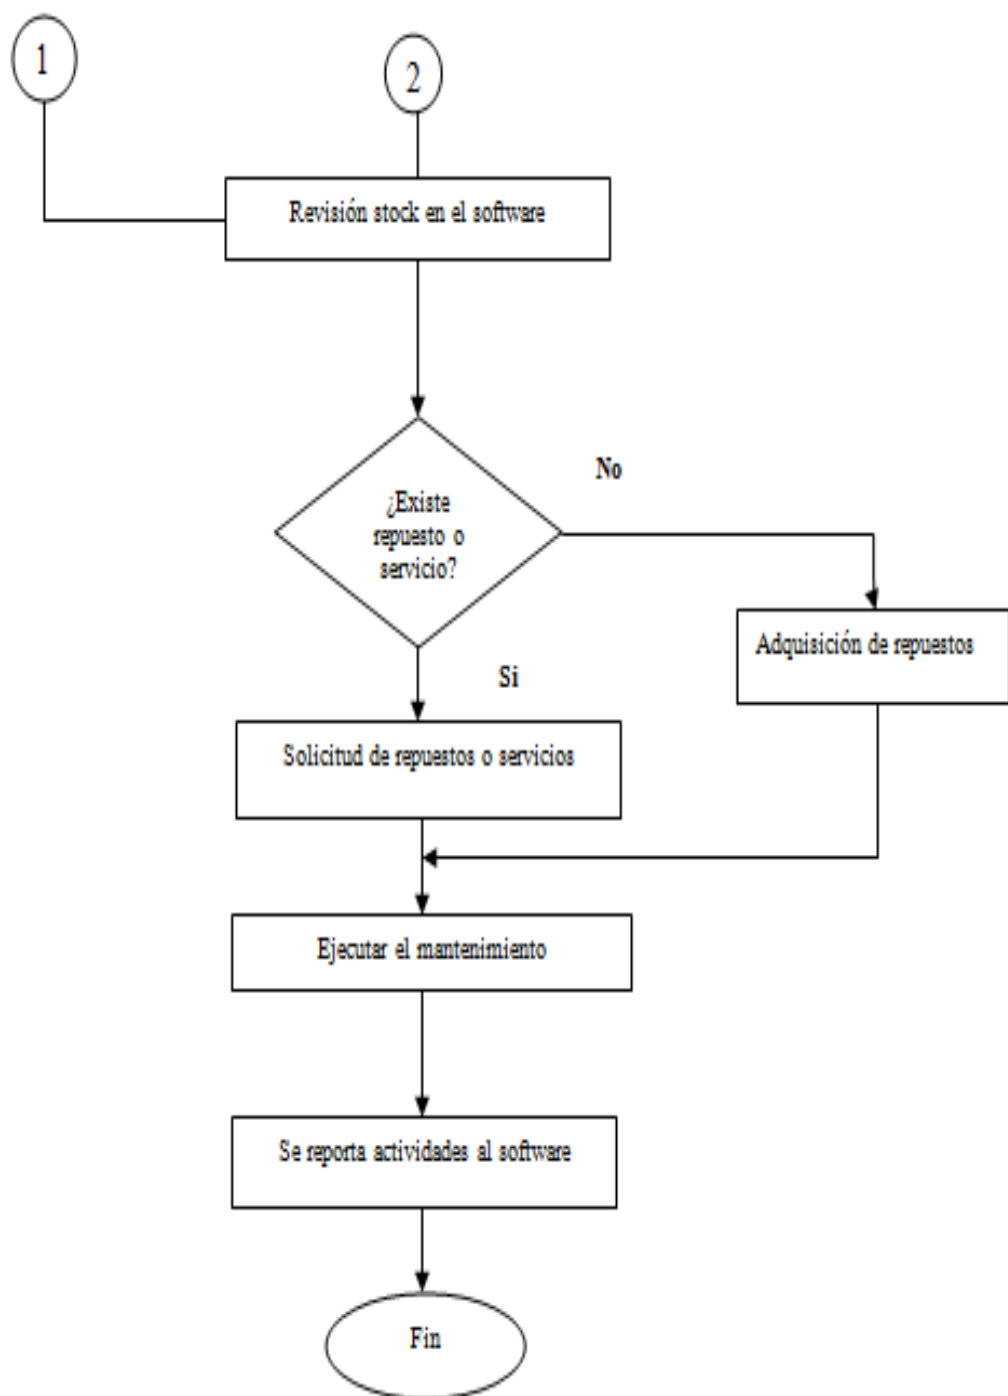 1
2
Revisión stock en el software
No
¿Existe
repuesto o
servicio?
Adquisición de repuestos
Si
Solicitud de repuestos o servicios
Ejecutar el mantenimiento
Se reporta actividades al software
Fin